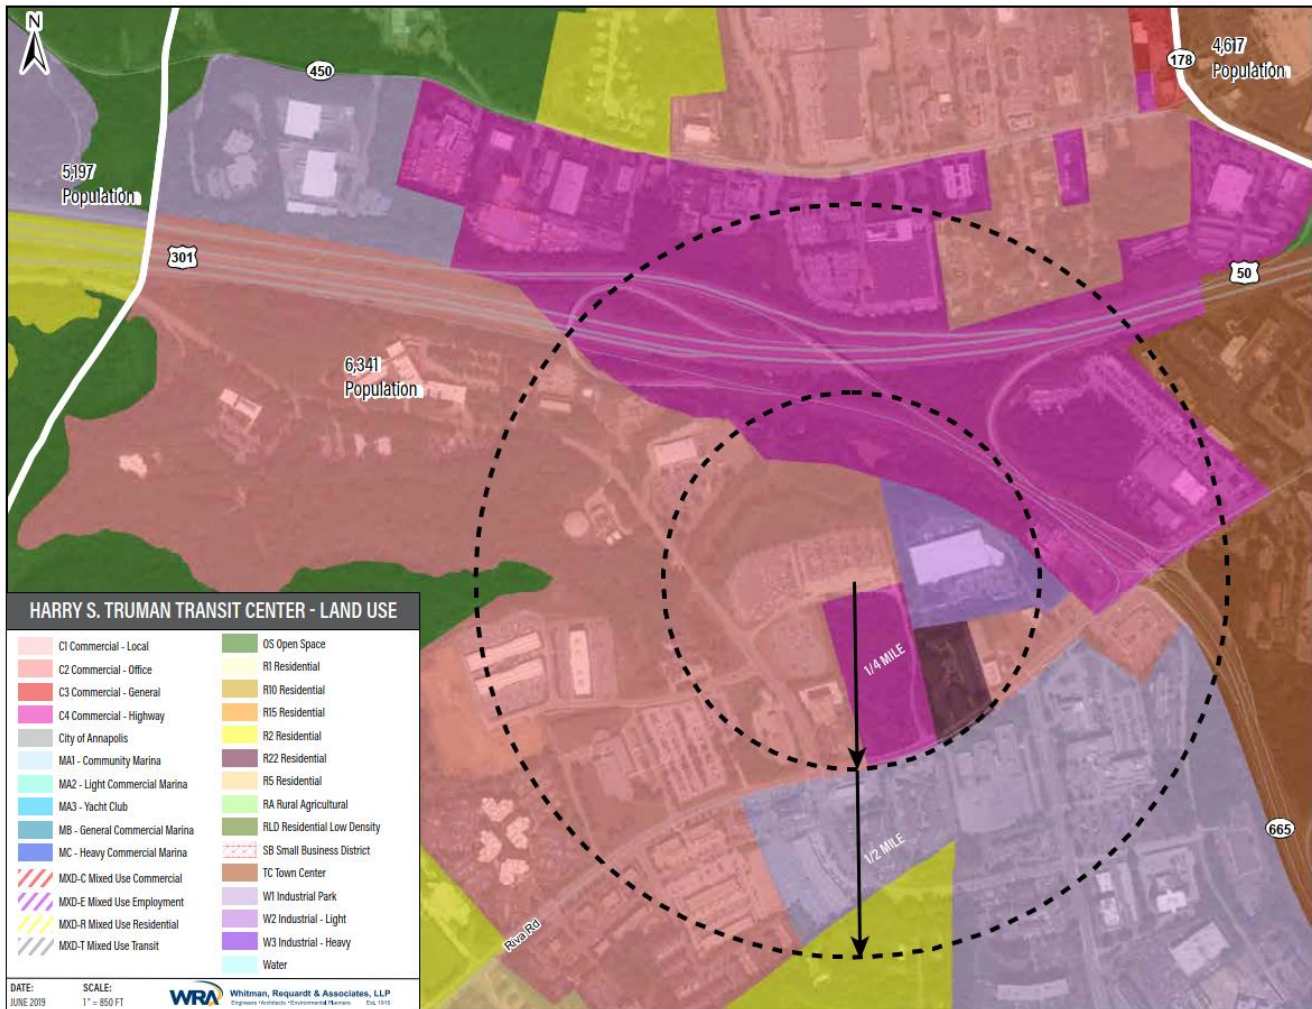 N
450
178
4,617
Population
5,197
Population
301
50
6,341
Population
1/4 MILE
1/2 MILE
665
Riva Rd
HARRY S. TRUMAN TRANSIT CENTER - LAND USE
C1 Commercial - Local
C2 Commercial - Office
C3 Commercial - General
C4 Commercial - Highway
City of Annapolis
MA1 - Community Marina
MA2 - Light Commercial Marina
MA3 - Yacht Club
MB - General Commercial Marina
MC - Heavy Commercial Marina
MXD-C Mixed Use Commercial
MXD-E Mixed Use Employment
MXD-R Mixed Use Residential
MXD-T Mixed Use Transit
OS Open Space
R1 Residential
R10 Residential
R15 Residential
R2 Residential
R22 Residential
R5 Residential
RA Rural Agricultural
RLD Residential Low Density
SB Small Business District
TC Town Center
W1 Industrial Park
W2 Industrial - Light
W3 Industrial - Heavy
Water
DATE:
JUNE 2019
SCALE:
1" = 850 FT
WRA
Whitman, Requardt & Associates, LLP
Engineers · Architects · Environmental Planners Est. 1915